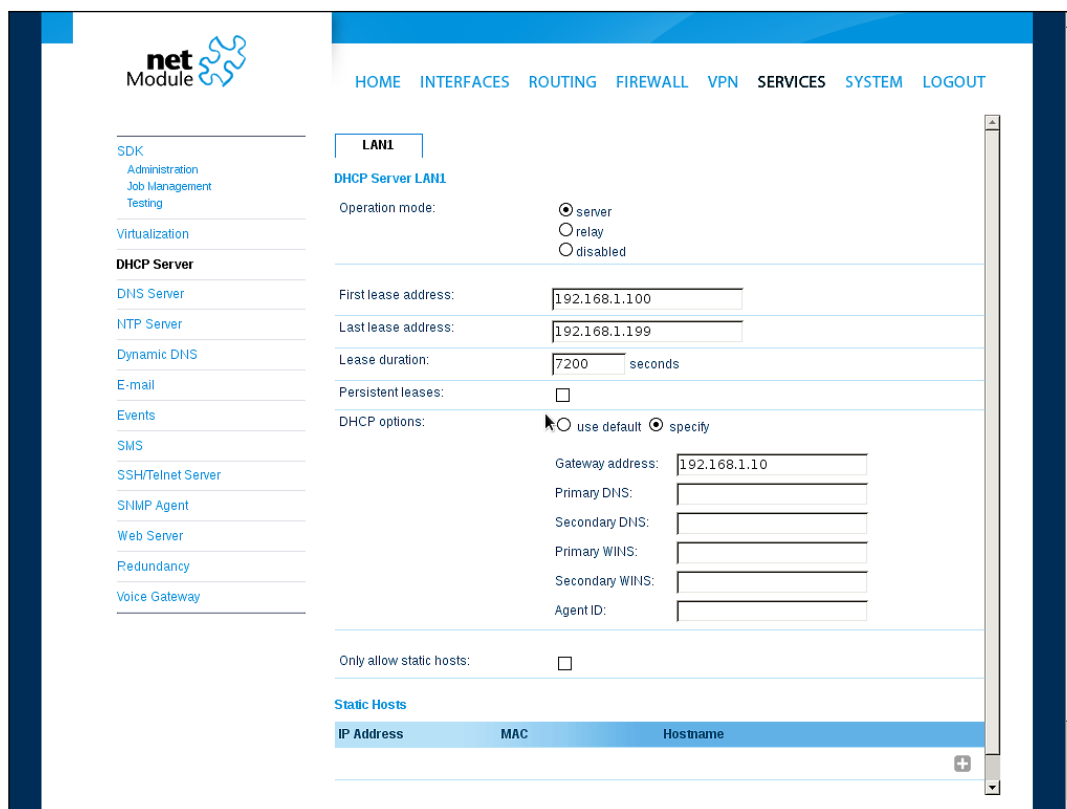 net
Module
HOME INTERFACES ROUTING FIREWALL VPN SERVICES SYSTEM LOGOUT
SDK
Administration
Job Management
Testing
Virtualization
DHCP Server
DNS Server
NTP Server
Dynamic DNS
E-mail
Events
SMS
SSH/Telnet Server
SNMP Agent
Web Server
Redundancy
Voice Gateway
LAN1
DHCP Server LAN1
Operation mode: server
relay
disabled
First lease address: 192.168.1.100
Last lease address: 192.168.1.199
Lease duration: 7200 seconds
Persistent leases:
DHCP options: use default specify
Gateway address: 192.168.1.10
Primary DNS:
Secondary DNS:
Primary WINS:
Secondary WINS:
Agent ID:
Only allow static hosts:
Static Hosts
IP Address MAC Hostname